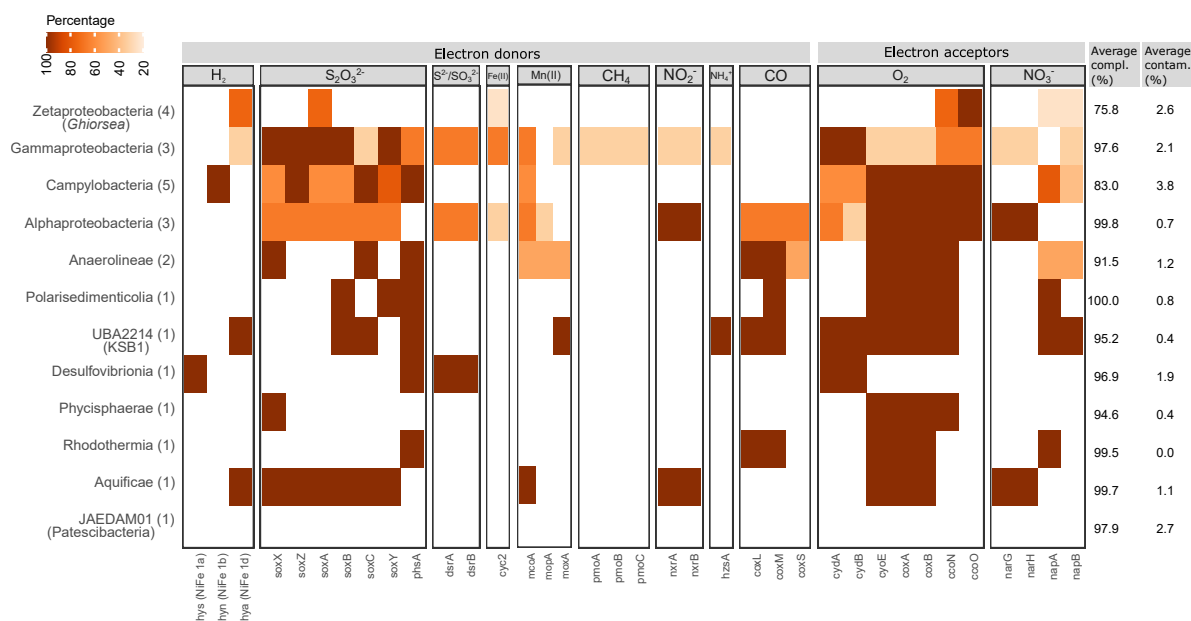 Percentage
100 80 60 40 20
Electron donors
Electron acceptors
Average compl. (%)
Average contam. (%)
H₂
S₂O₃²⁻
S²⁻/SO₃²⁻
Fe(II)
Mn(II)
CH₄
NO₂⁻
NH₄⁺
CO
O₂
NO₃⁻
Zetaproteobacteria (4) 75.8 2.6
(Ghiorsea)
Gammaproteobacteria (3) 97.6 2.1
Campylobacteria (5) 83.0 3.8
Alphaproteobacteria (3) 99.8 0.7
Anaerolineae (2) 91.5 1.2
Polarisedimenticolia (1) 100.0 0.8
UBA2214 (1) 95.2 0.4
(KSB1)
Desulfovibrionia (1) 96.9 1.9
Phycisphaerae (1) 94.6 0.4
Rhodothermia (1) 99.5 0.0
Aquificae (1) 99.7 1.1
JAEDAM01 (1) 97.9 2.7
(Patescibacteria)
hys (NiFe 1a)
hyn (NiFe 1b)
hya (NiFe 1d)
soxX
soxZ
soxA
soxB
soxC
soxY
phsA
dsrA
dsrB
cyc2
mcoA
mopA
moxA
pmoA
pmoB
pmoC
nxrA
nxrB
hzsA
coxL
coxM
coxS
cydA
cydB
cyoE
coxA
coxB
ccoN
ccoO
narG
narH
napA
napB